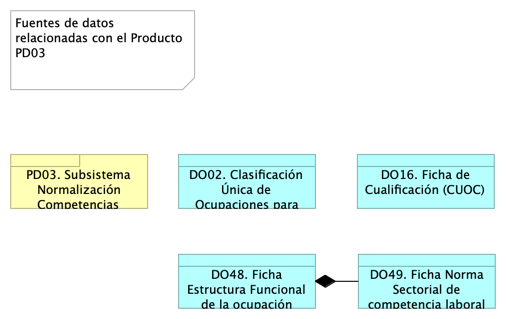 Fuentes de datos
relacionadas con el Producto
PD03
PD03. Subsistema
Normalización
Competencias
DO02. Clasificación
Única de
Ocupaciones para
DO16. Ficha de
Cualificación (CUOC)
DO48. Ficha
Estructura Funcional
de la ocupación
DO49. Ficha Norma
Sectorial de
competencia laboral